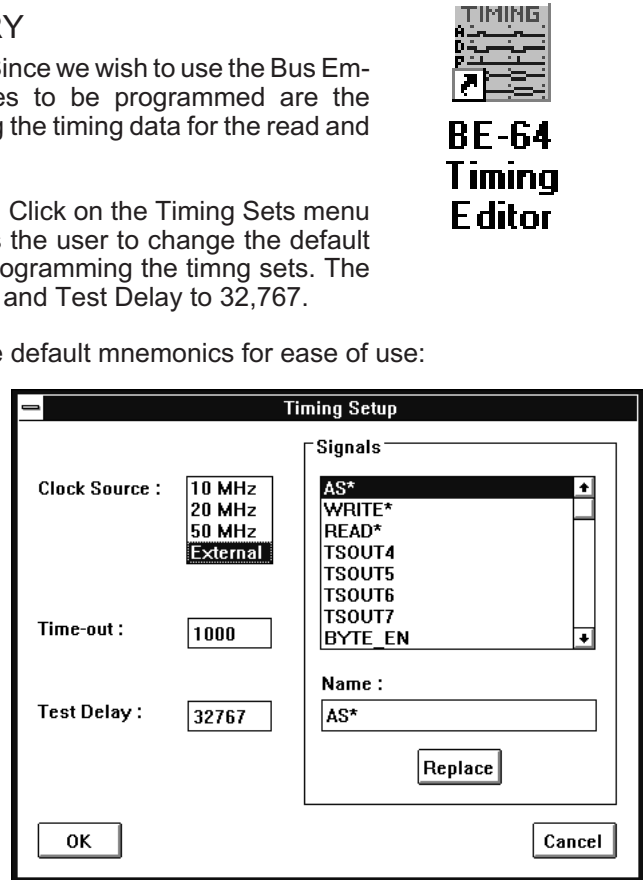 RY
Since we wish to use the Bus Em-
es to be programmed are the
g the timing data for the read and
Click on the Timing Sets menu
s the user to change the default
rogramming the timng sets. The
and Test Delay to 32,767.
e default mnemonics for ease of use:
TIMING
A
D
BE-64
Timing
Editor
Timing Setup
Clock Source :
10 MHz
20 MHz
50 MHz
External
Time-out :
1000
Test Delay :
32767
Signals
AS*
WRITE*
READ*
TSOUT4
TSOUT5
TSOUT6
TSOUT7
BYTE_EN
Name :
AS*
Replace
OK
Cancel